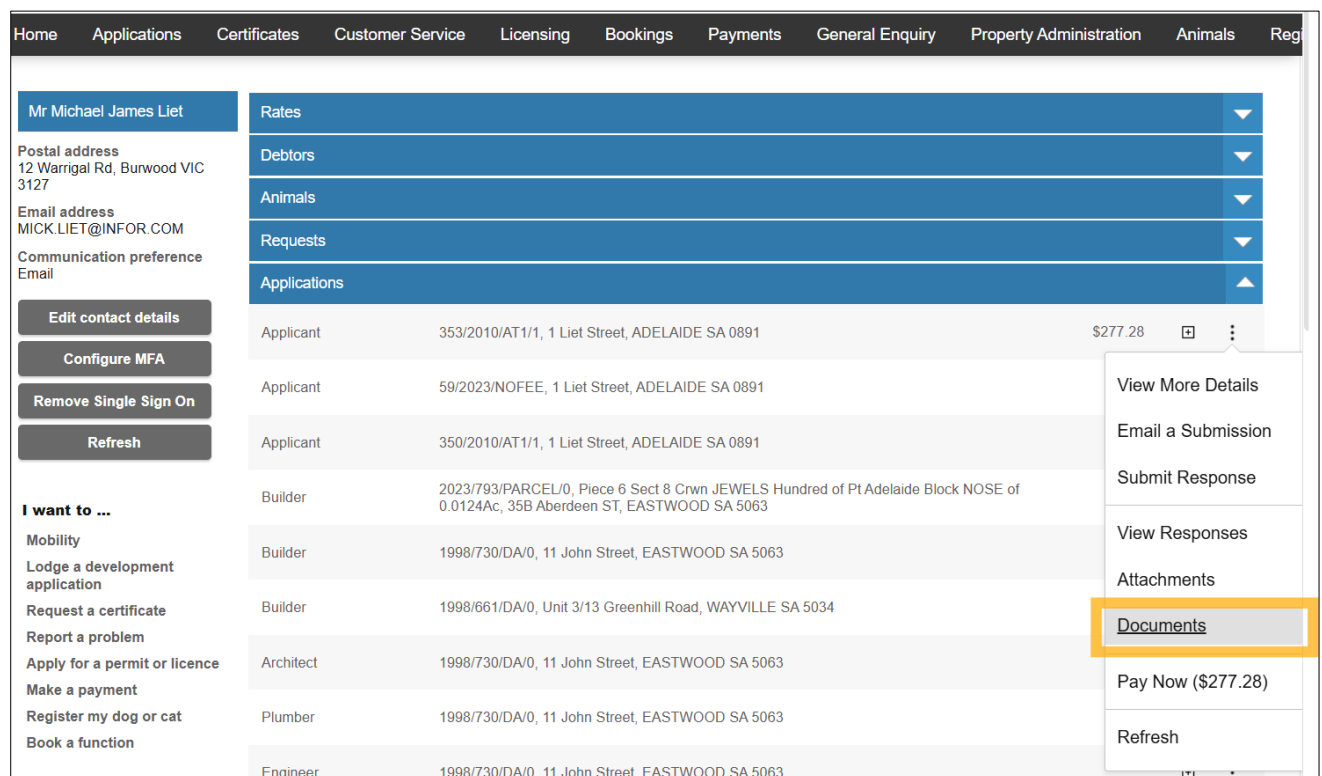 Home Applications Certificates Customer Service Licensing Bookings Payments General Enquiry Property Administration Animals Regi
Mr Michael James Liet
Postal address
12 Warrigal Rd, Burwood VIC
3127
Email address
MICK.LIET@INFOR.COM
Communication preference
Email
Edit contact details
Configure MFA
Remove Single Sign On
Refresh
I want to ...
Mobility
Lodge a development
application
Request a certificate
Report a problem
Apply for a permit or licence
Make a payment
Register my dog or cat
Book a function
Rates
Debtors
Animals
Requests
Applications
Applicant 353/2010/AT1/1, 1 Liet Street, ADELAIDE SA 0891 $277.28
Applicant 59/2023/NOFEE, 1 Liet Street, ADELAIDE SA 0891
Applicant 350/2010/AT1/1, 1 Liet Street, ADELAIDE SA 0891
Builder 2023/793/PARCEL/0, Piece 6 Sect 8 Crwn JEWELS Hundred of Pt Adelaide Block NOSE of
0.0124Ac, 35B Aberdeen ST, EASTWOOD SA 5063
Builder 1998/730/DA/0, 11 John Street, EASTWOOD SA 5063
Builder 1998/661/DA/0, Unit 3/13 Greenhill Road, WAYVILLE SA 5034
Architect 1998/730/DA/0, 11 John Street, EASTWOOD SA 5063
Plumber 1998/730/DA/0, 11 John Street, EASTWOOD SA 5063
Engineer 1998/730/DA/0, 11 John Street, EASTWOOD SA 5063
View More Details
Email a Submission
Submit Response
View Responses
Attachments
Documents
Pay Now ($277.28)
Refresh